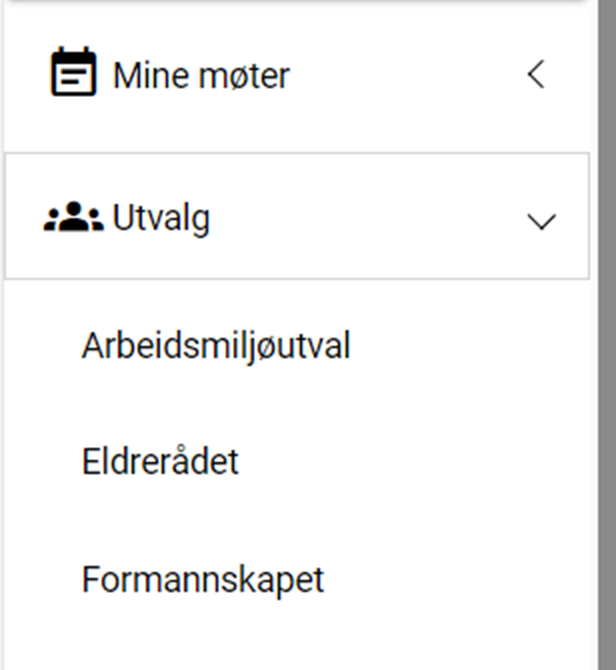 Mine møter
Utvalg
Arbeidsmiljøutval
Eldrerådet
Formannskapet